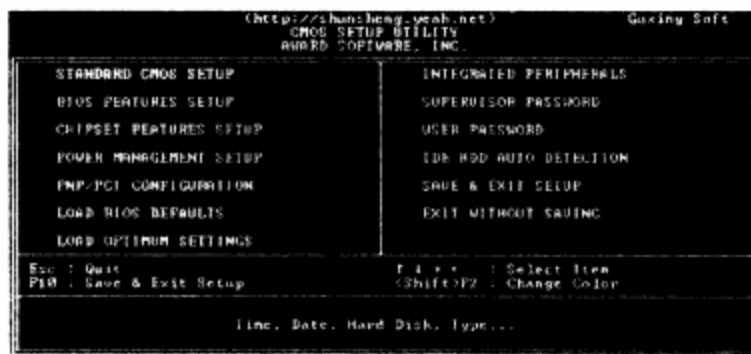 (http://shunsheng.yeah.net) Guxing Soft
CMOS SETUP UTILITY
AWARD SOFTWARE, INC.
STANDARD CMOS SETUP
BIOS FEATURES SETUP
CHIPSET FEATURES SETUP
POWER MANAGEMENT SETUP
PNP/PCI CONFIGURATION
LOAD BIOS DEFAULTS
LOAD OPTIMUM SETTINGS
INTEGRATED PERIPHERALS
SUPERVISOR PASSWORD
USER PASSWORD
IDE HDD AUTO DETECTION
SAVE & EXIT SETUP
EXIT WITHOUT SAVING
Esc : Quit
F10 : Save & Exit Setup
: Select Item
(Shift)F2 : Change Color
Time, Date, Hard Disk, Type...